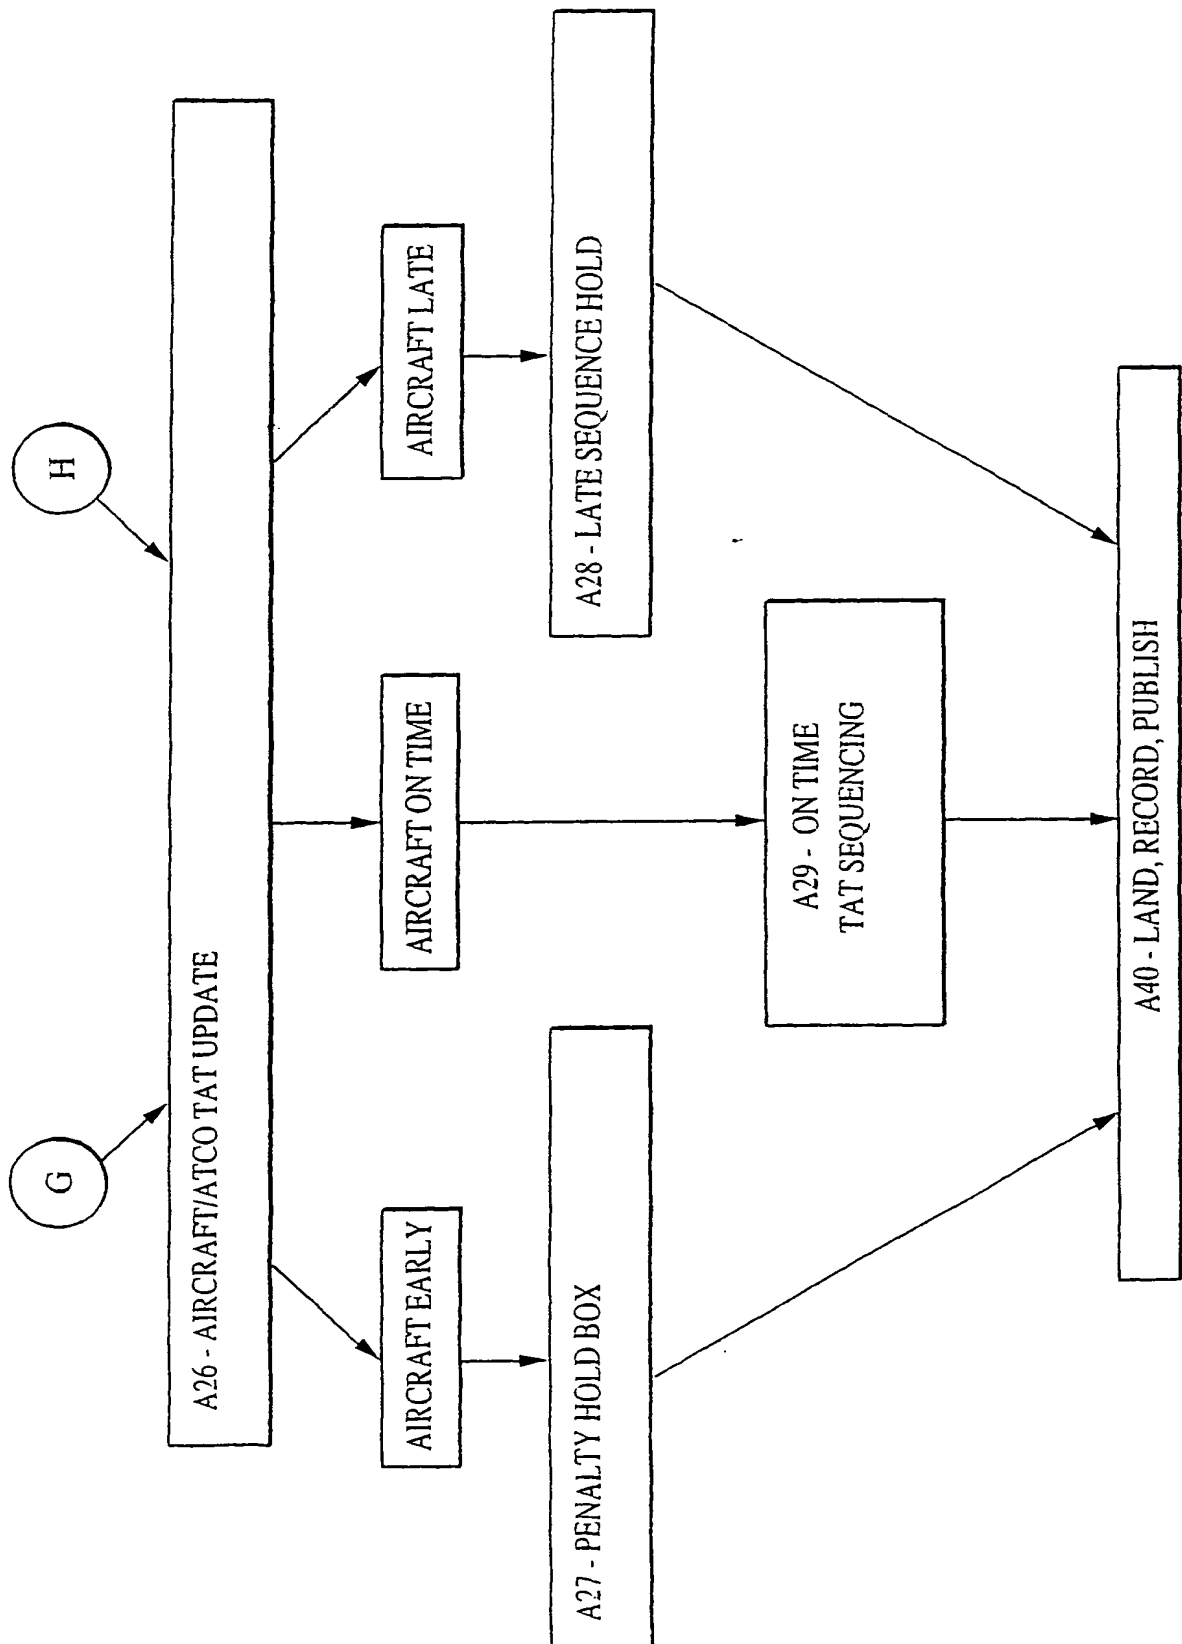 G
H
A26 - AIRCRAFT/ATCO TAT UPDATE
AIRCRAFT EARLY
AIRCRAFT ON TIME
AIRCRAFT LATE
A27 - PENALTY HOLD BOX
A28 - LATE SEQUENCE HOLD
A29 - ON TIME
TAT SEQUENCING
A40 - LAND, RECORD, PUBLISH